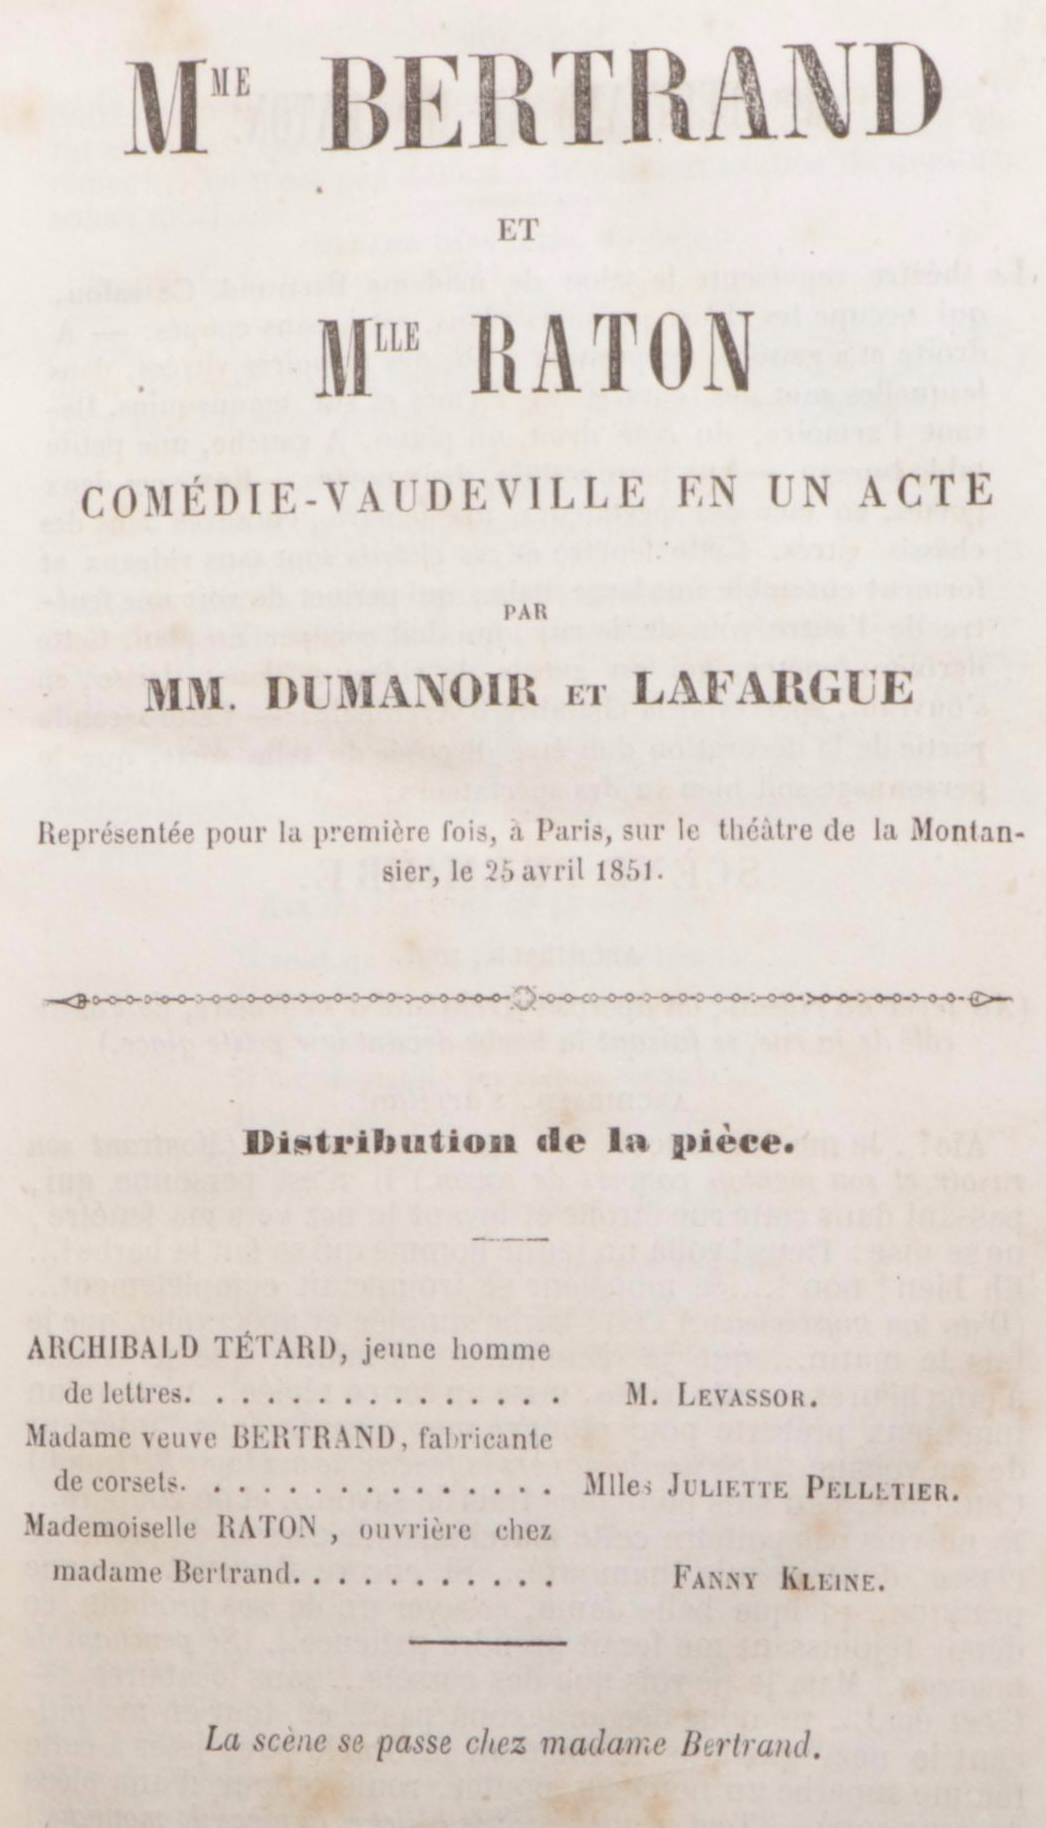 MME BERTRAND
ET
MLLE RATON
COMÉDIE-VAUDEVILLE EN UN ACTE
PAR
MM. DUMANOIR ET LAFARGUE
Représentée pour la première fois, à Paris, sur le théâtre de la Montan-
sier, le 25 avril 1851.
Distribution de la pièce.
ARCHIBALD TÉTARD, jeune homme
de lettres. . . . . . . . . . . . . . M. LEVASSOR.
Madame veuve BERTRAND, fabricante
de corsets. . . . . . . . . . . . . . Mlles JULIETTE PELLETIER.
Mademoiselle RATON, ouvrière chez
madame Bertrand. . . . . . . . . . . FANNY KLEINE.
La scène se passe chez madame Bertrand.